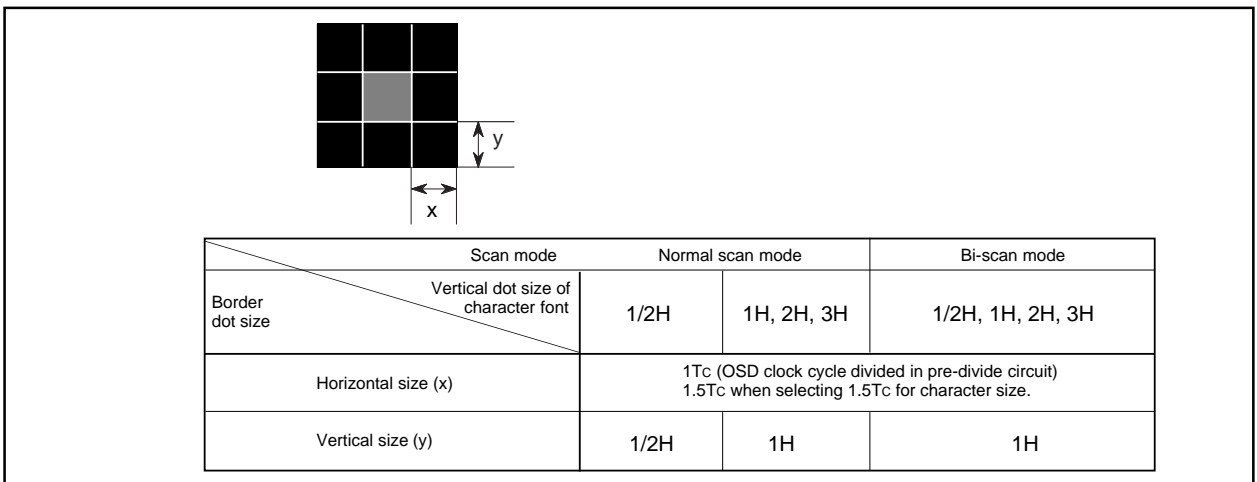 y
x
Scan mode
Normal scan mode
Bi-scan mode
Border
dot size
Vertical dot size of
character font
1/2H
1H, 2H, 3H
1/2H, 1H, 2H, 3H
Horizontal size (x)
1Tc (OSD clock cycle divided in pre-divide circuit)
1.5Tc when selecting 1.5Tc for character size.
Vertical size (y)
1/2H
1H
1H